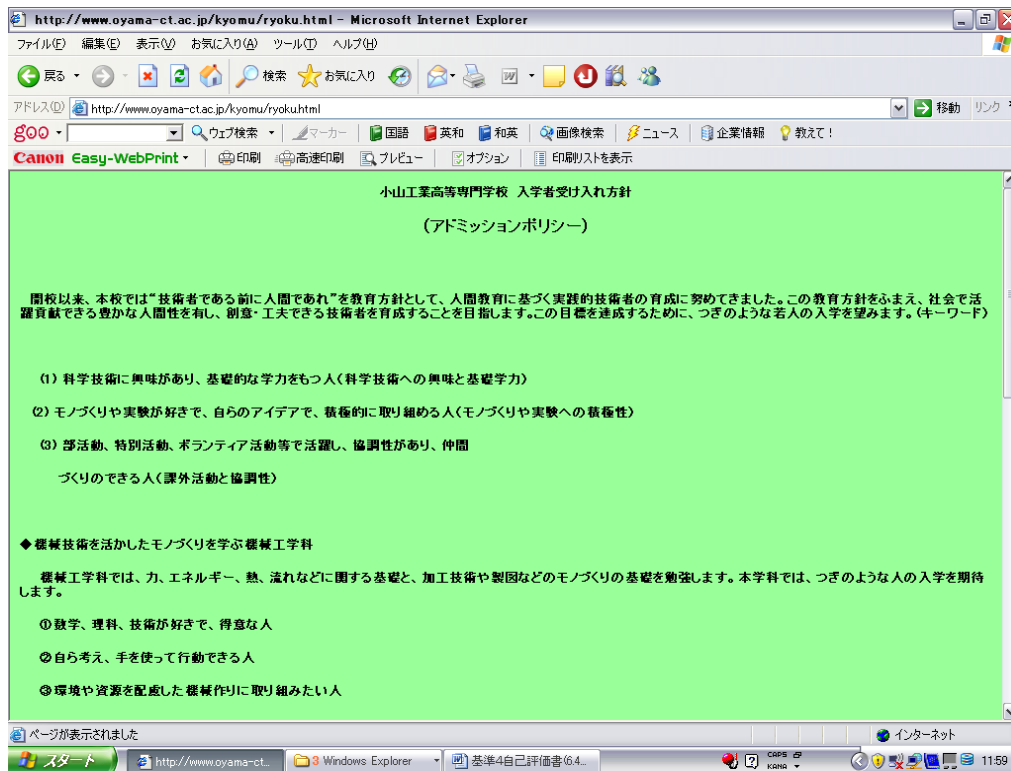 http://www.oyama-ct.ac.jp/kyomu/ryoku.html - Microsoft Internet Explorer
ファイル(F) 編集(E) 表示(V) お気に入り(A) ツール(T) ヘルプ(H)
戻る 検索 お気に入り
アドレス(D) http://www.oyama-ct.ac.jp/kyomu/ryoku.html 移動 リンク
goo ウェブ検索 マーカー 国語 英和 和英 画像検索 ニュース 企業情報 教えて!
Canon Easy-WebPrint 印刷 高速印刷 プレビュー オプション 印刷リストを表示
小山工業高等専門学校 入学者受け入れ方針
(アドミッションポリシー)
開校以来、本校では“技術者である前に人間であれ”を教育方針として、人間教育に基づく実践的技術者の育成に努めてきました。この教育方針をふまえ、社会で活
躍貢献できる豊かな人間性を有し、創意・工夫できる技術者を育成することを目指します。この目標を達成するために、つぎのような若人の入学を望みます。(キーワード)
(1) 科学技術に興味があり、基礎的な学力をもつ人(科学技術への興味と基礎学力)
(2) モノづくりや実験が好きで、自らのアイデアで、積極的に取り組める人(モノづくりや実験への積極性)
(3) 部活動、特別活動、ボランティア活動等で活躍し、協調性があり、仲間
づくりのできる人(課外活動と協調性)
◆機械技術を活かしたモノづくりを学ぶ機械工学科
機械工学科では、力、エネルギー、熱、流れなどに関する基礎と、加工技術や製図などのモノづくりの基礎を勉強します。本学科では、つぎのような人の入学を期待
します。
①数学、理科、技術が好きで、得意な人
②自ら考え、手を使って行動できる人
③環境や資源を配慮した機械作りに取り組みたい人
ページが表示されました インターネット
スタート http://www.oyama-ct... 3 Windows Explorer 基準4自己評価書(6.4... CAPS KANA 11:59